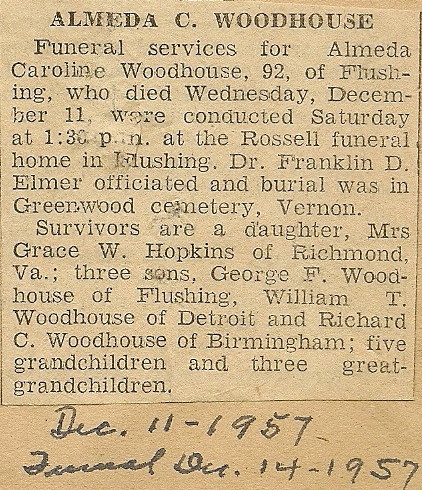 ALMEDA C. WOODHOUSE
Funeral services for Almeda
Caroline Woodhouse, 92, of Flush-
ing, who died Wednesday, Decem-
ber 11, were conducted Saturday
at 1:30 p.m. at the Rossell funeral
home in Flushing. Dr. Franklin D.
Elmer officiated and burial was in
Greenwood cemetery, Vernon.
Survivors are a daughter, Mrs
Grace W. Hopkins of Richmond,
Va.; three sons, George F. Wood-
house of Flushing, William T.
Woodhouse of Detroit and Richard
C. Woodhouse of Birmingham; five
grandchildren and three great-
grandchildren.
Dec. 11-1957
Funeral Dec. 14-1957